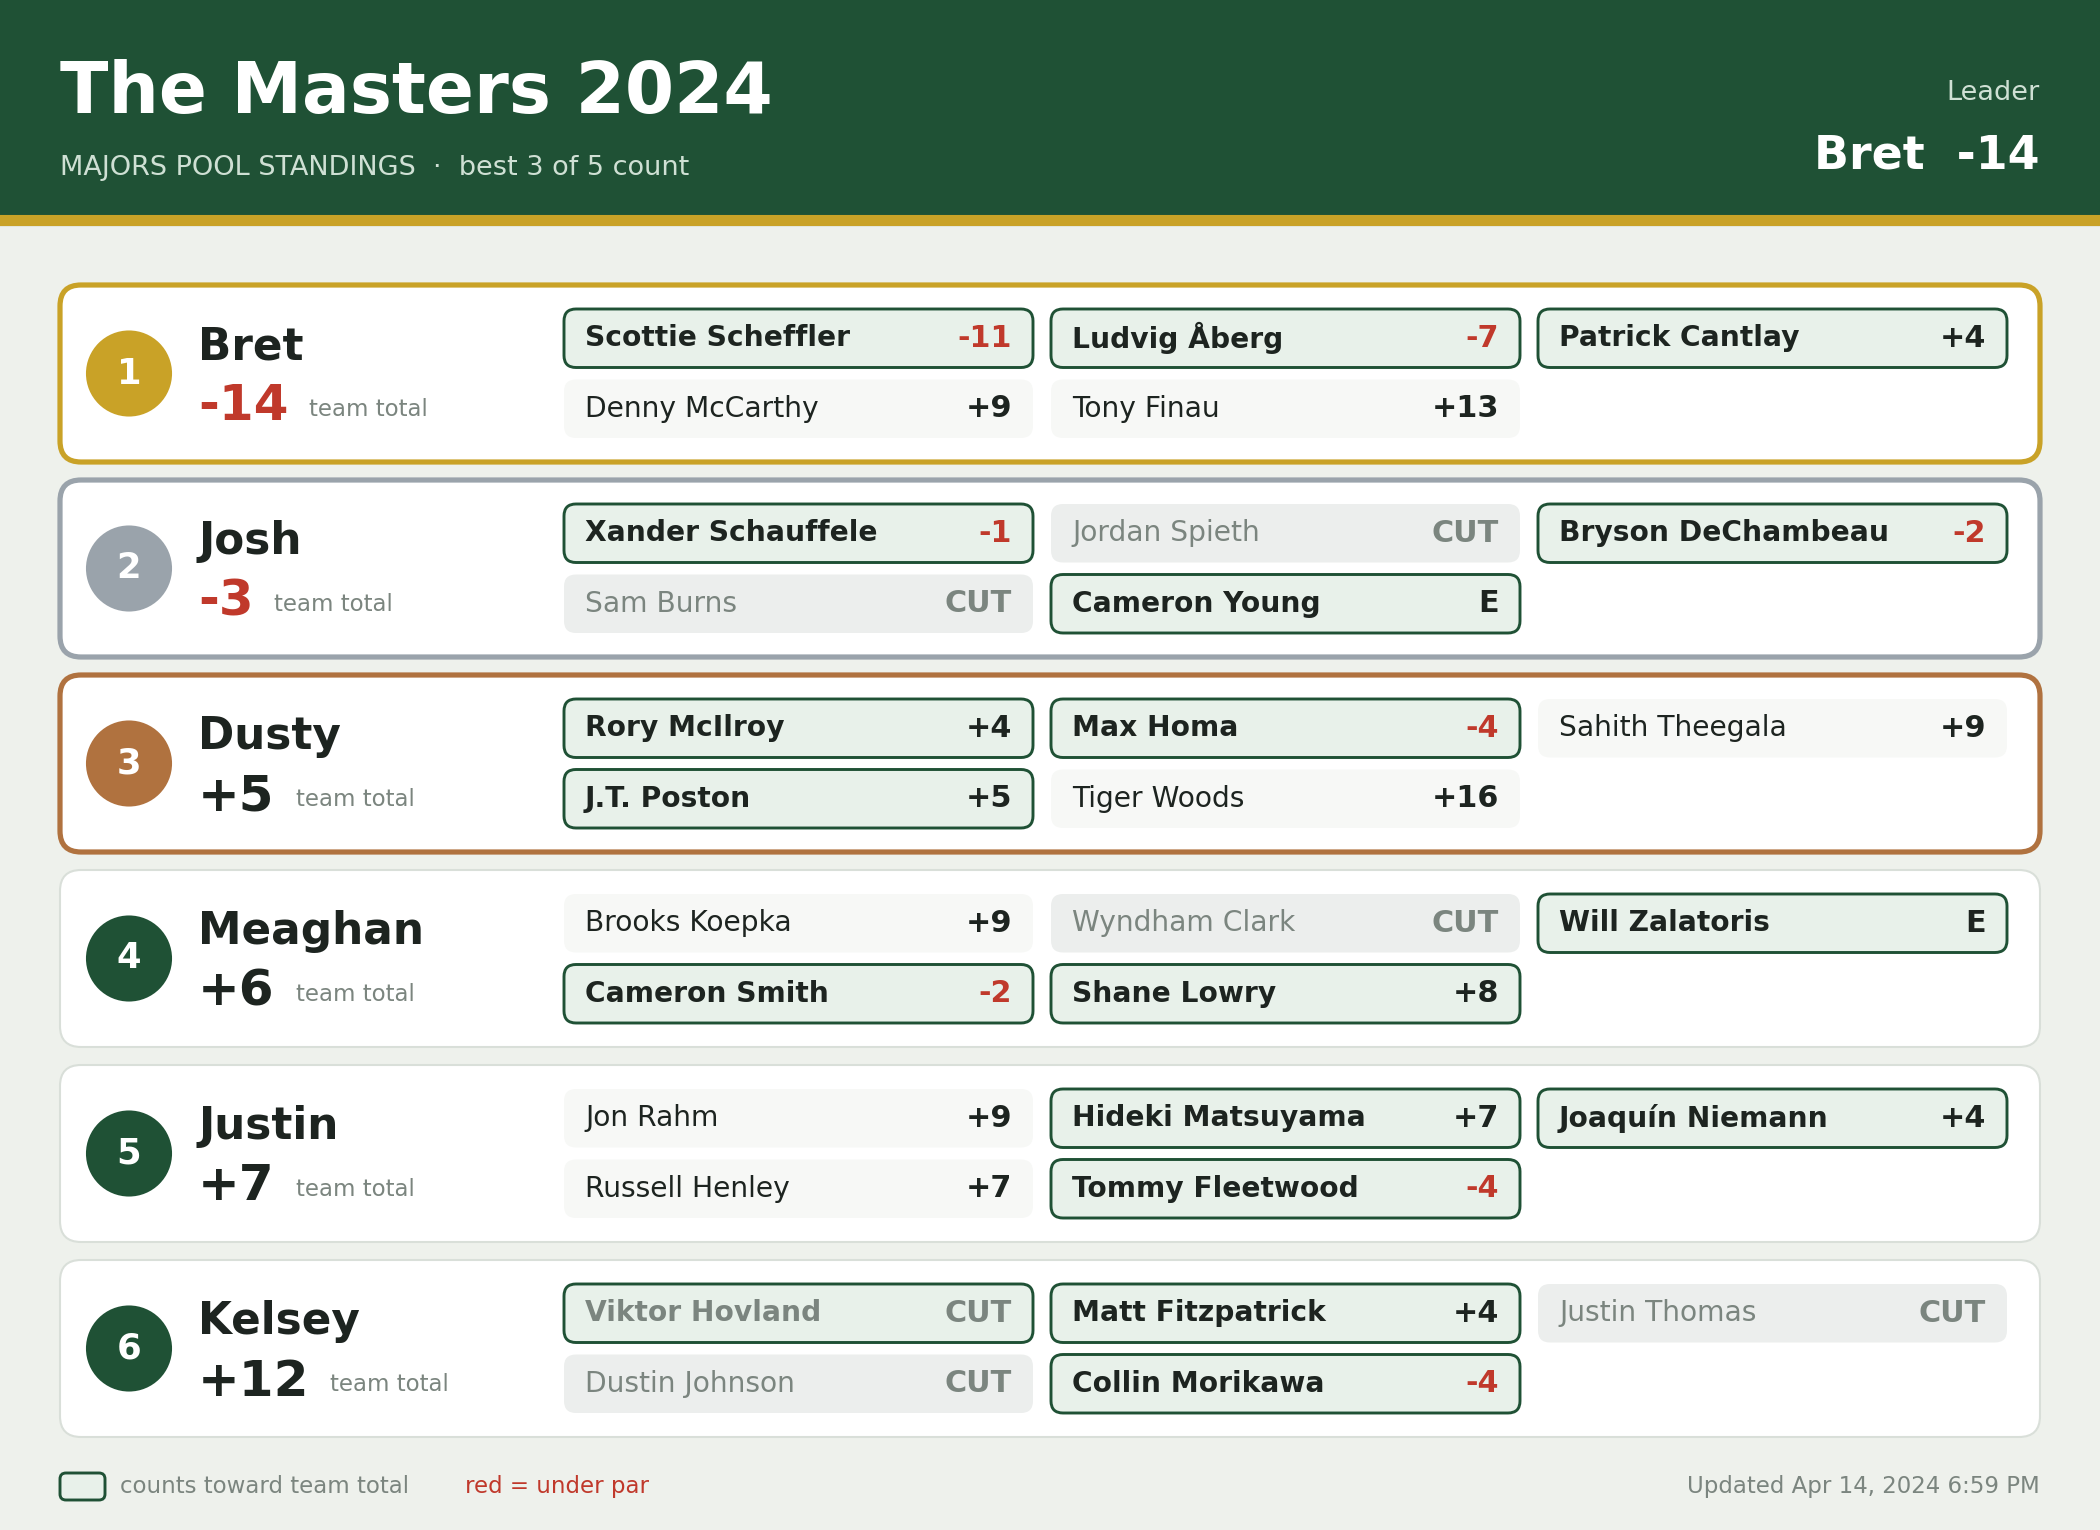 The Masters 2024
MAJORS POOL STANDINGS · best 3 of 5 count
Leader
Bret -14
1
Bret
-14 team total
Scottie Scheffler -11
Ludvig Åberg -7
Patrick Cantlay +4
Denny McCarthy +9
Tony Finau +13
2
Josh
-3 team total
Xander Schauffele -1
Jordan Spieth CUT
Bryson DeChambeau -2
Sam Burns CUT
Cameron Young E
3
Dusty
+5 team total
Rory McIlroy +4
Max Homa -4
Sahith Theegala +9
J.T. Poston +5
Tiger Woods +16
4
Meaghan
+6 team total
Brooks Koepka +9
Wyndham Clark CUT
Will Zalatoris E
Cameron Smith -2
Shane Lowry +8
5
Justin
+7 team total
Jon Rahm +9
Hideki Matsuyama +7
Joaquín Niemann +4
Russell Henley +7
Tommy Fleetwood -4
6
Kelsey
+12 team total
Viktor Hovland CUT
Matt Fitzpatrick +4
Justin Thomas CUT
Dustin Johnson CUT
Collin Morikawa -4
counts toward team total
red = under par
Updated Apr 14, 2024 6:59 PM